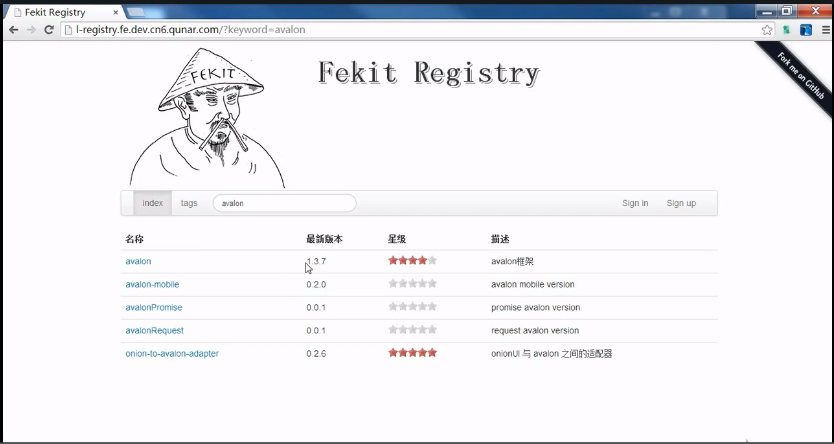 Fekit Registry
l-registry.fe.dev.cn6.qunar.com/?keyword=avalon
FEKIT
Fekit Registry
Fork me on GitHub
index tags avalon Sign in Sign up
名称 最新版本 星级 描述
avalon 1.3.7 avalon框架
avalon-mobile 0.2.0 avalon mobile version
avalonPromise 0.0.1 promise avalon version
avalonRequest 0.0.1 request avalon version
onion-to-avalon-adapter 0.2.6 onionUI 与 avalon 之间的适配器